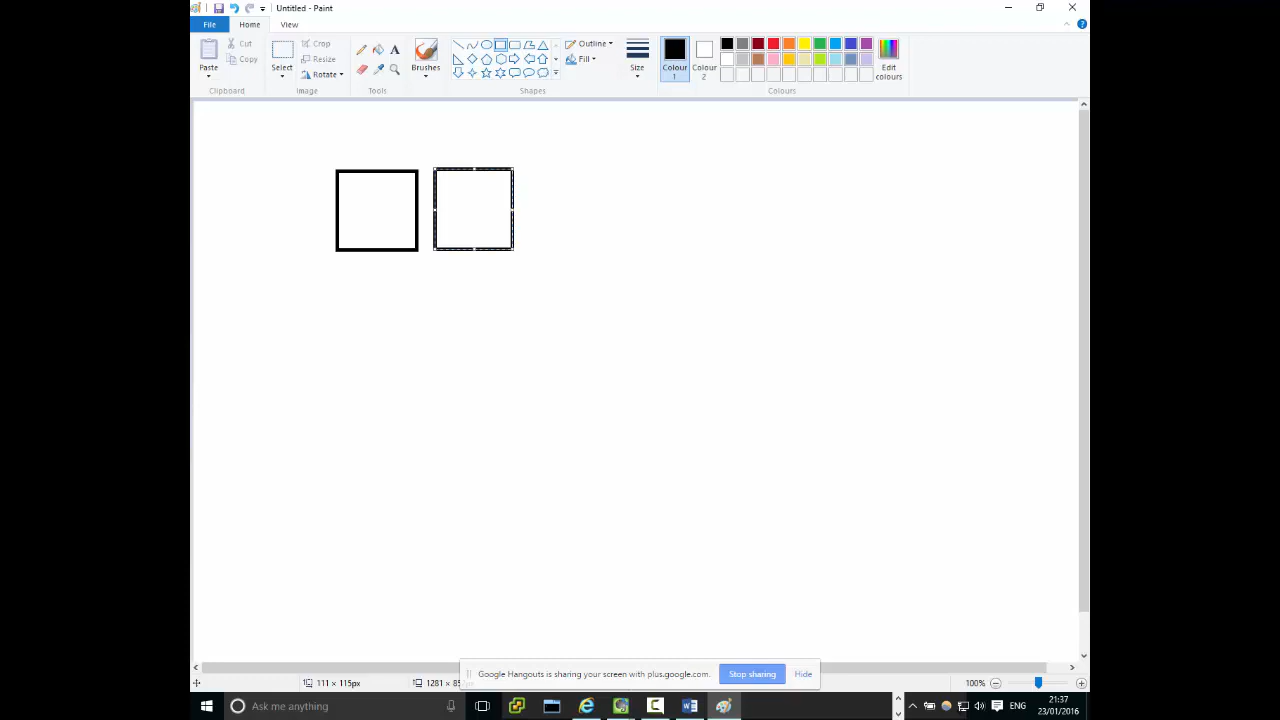 Untitled - Paint
File Home View
Paste
Cut
Copy
Clipboard
Select
Crop
Resize
Rotate
Image
A
Tools
Brushes
Outline
Fill
Shapes
Size
Colour 1
Colour 2
Edit colours
Colours
Google Hangouts is sharing your screen with plus.google.com. Stop sharing Hide
111 × 115px
100%
Ask me anything
ENG
21:37
23/01/2016